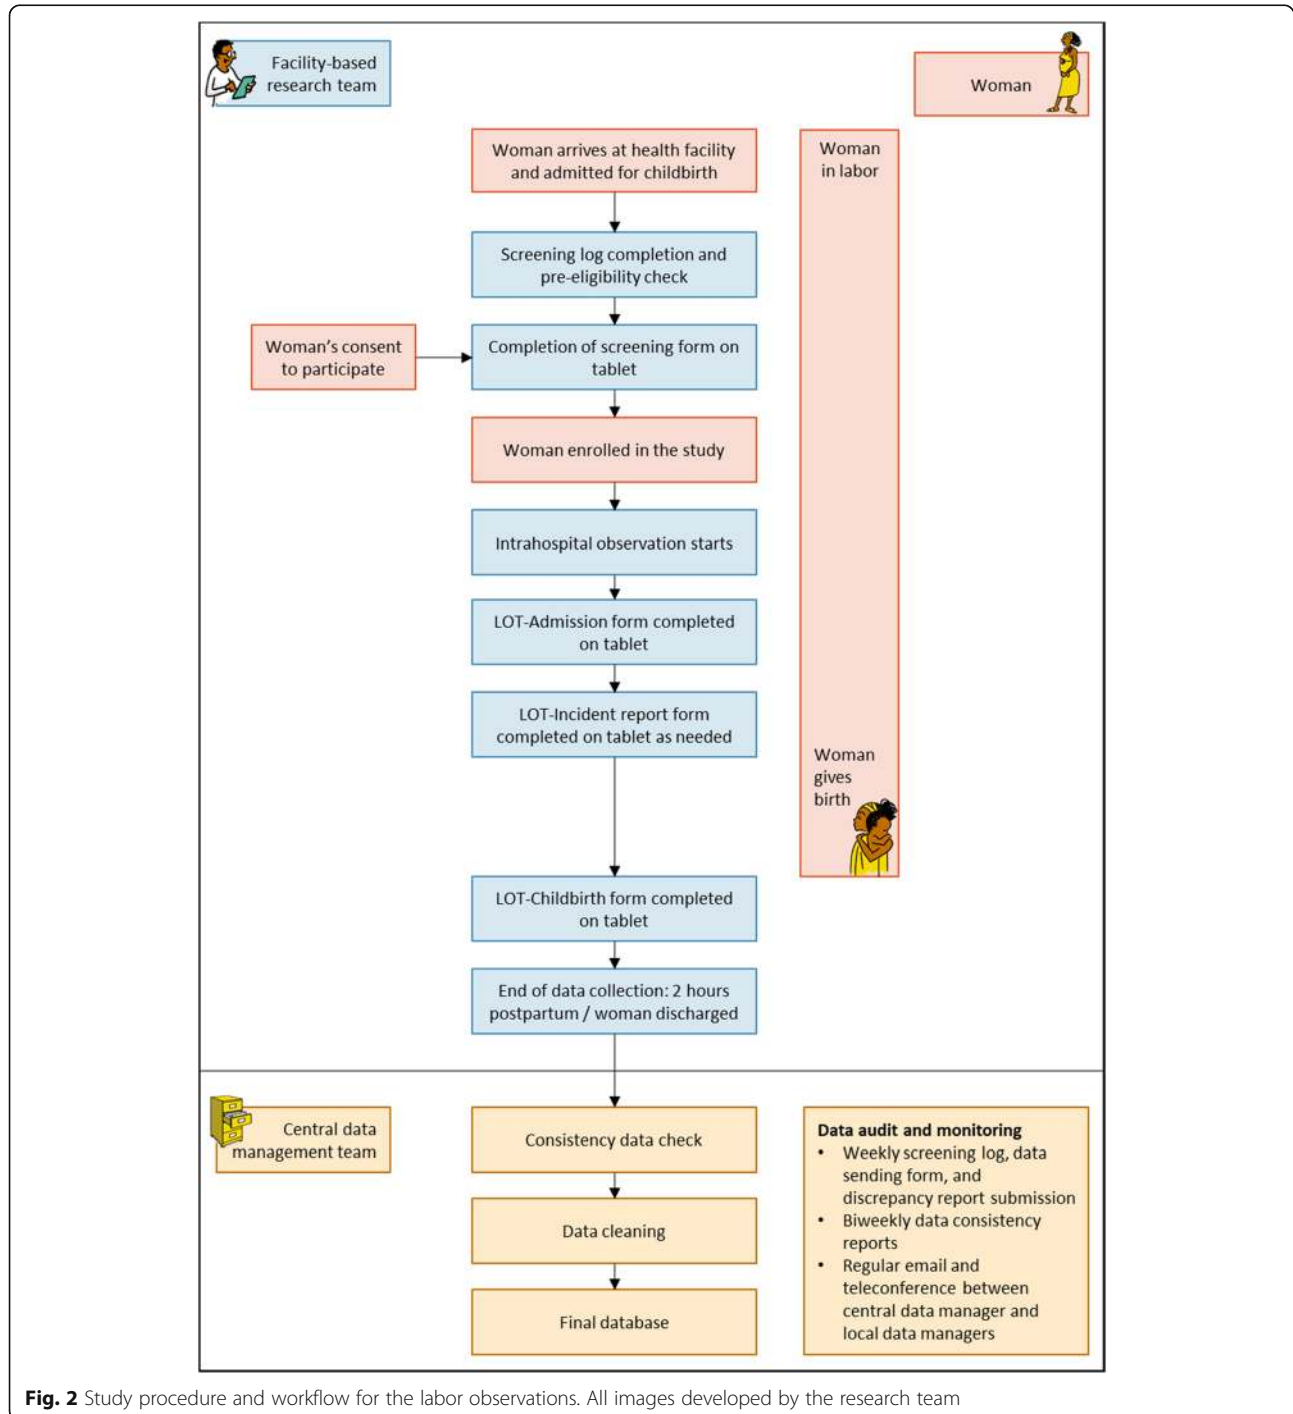 Facility-based
research team
Woman
Woman arrives at health facility
and admitted for childbirth
Woman
in labor
Screening log completion and
pre-eligibility check
Woman's consent
to participate
Completion of screening form on
tablet
Woman enrolled in the study
Intrahospital observation starts
LOT-Admission form completed
on tablet
LOT-Incident report form
completed on tablet as needed
Woman
gives
birth
LOT-Childbirth form completed
on tablet
End of data collection: 2 hours
postpartum / woman discharged
Central data
management team
Consistency data check
Data cleaning
Final database
Data audit and monitoring
• Weekly screening log, data
sending form, and
discrepancy report submission
• Biweekly data consistency
reports
• Regular email and
teleconference between
central data manager and
local data managers
Fig. 2 Study procedure and workflow for the labor observations. All images developed by the research team